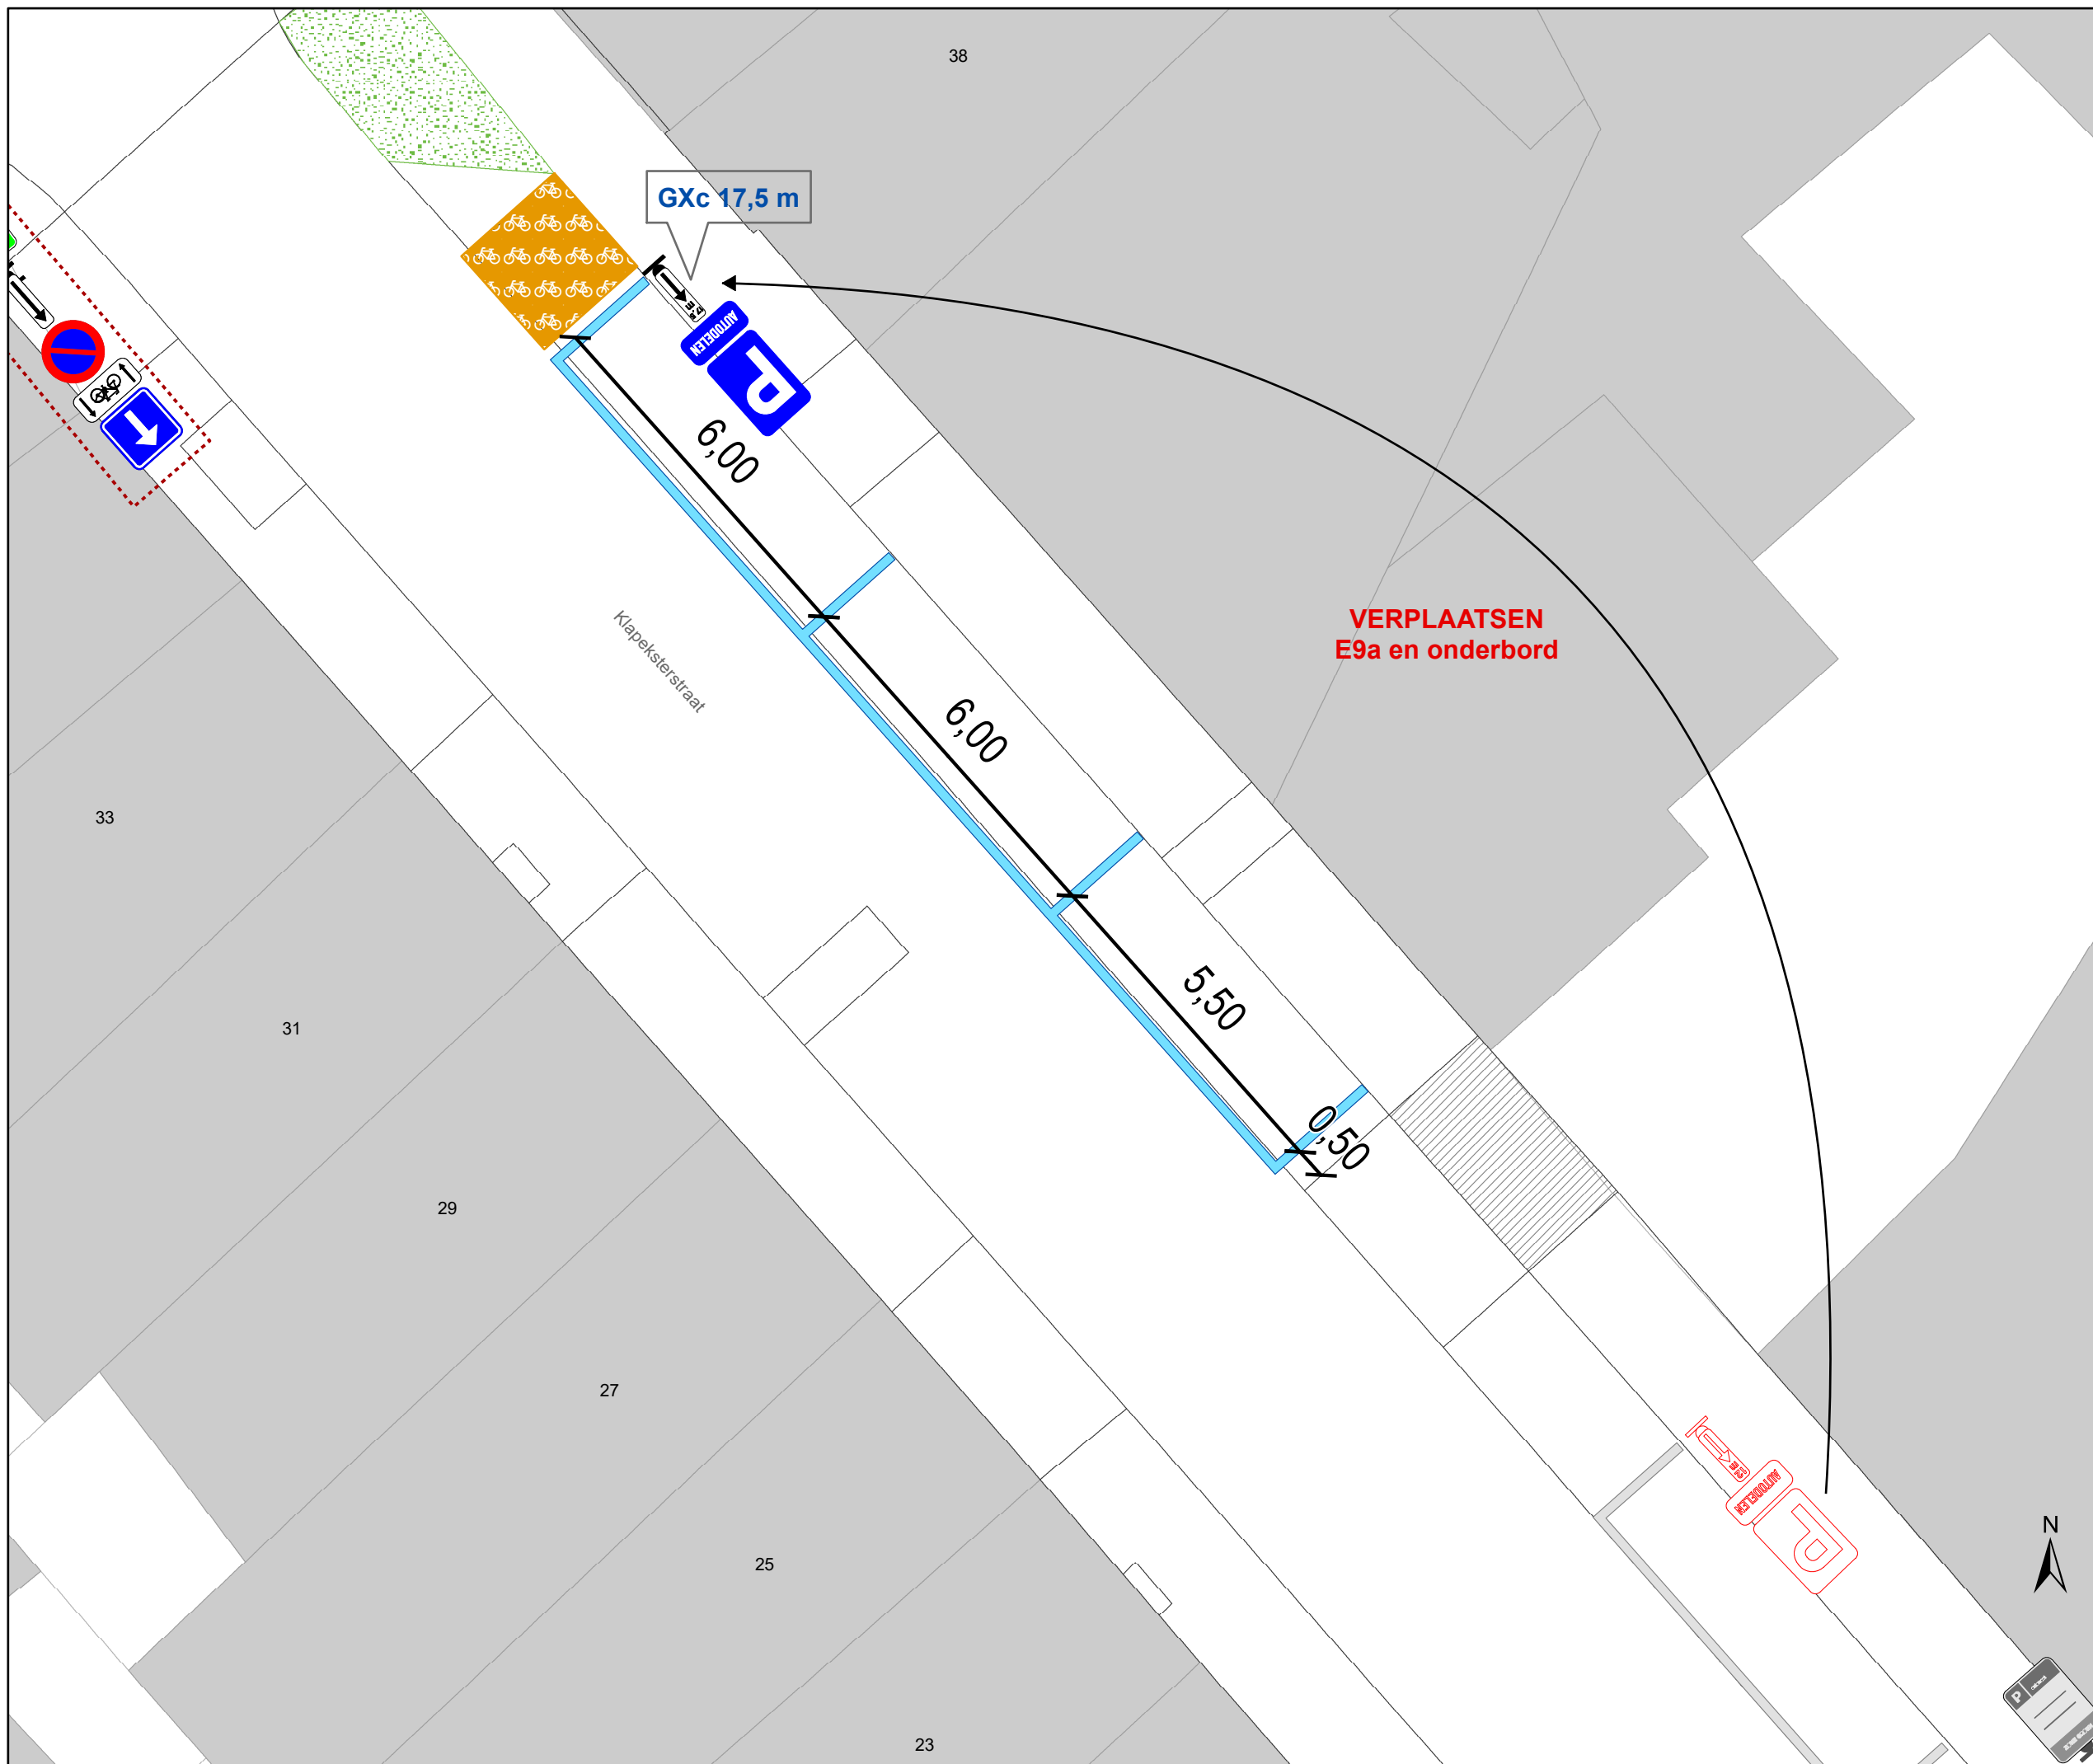 38
GXc 17,5 m
AUTODELEN
P
6,00
VERPLAATSEN
E9a en onderbord
Klapeksterstraat
6,00
33
5,50
31
0,50
29
27
AUTODELEN
P
N
25
P
23